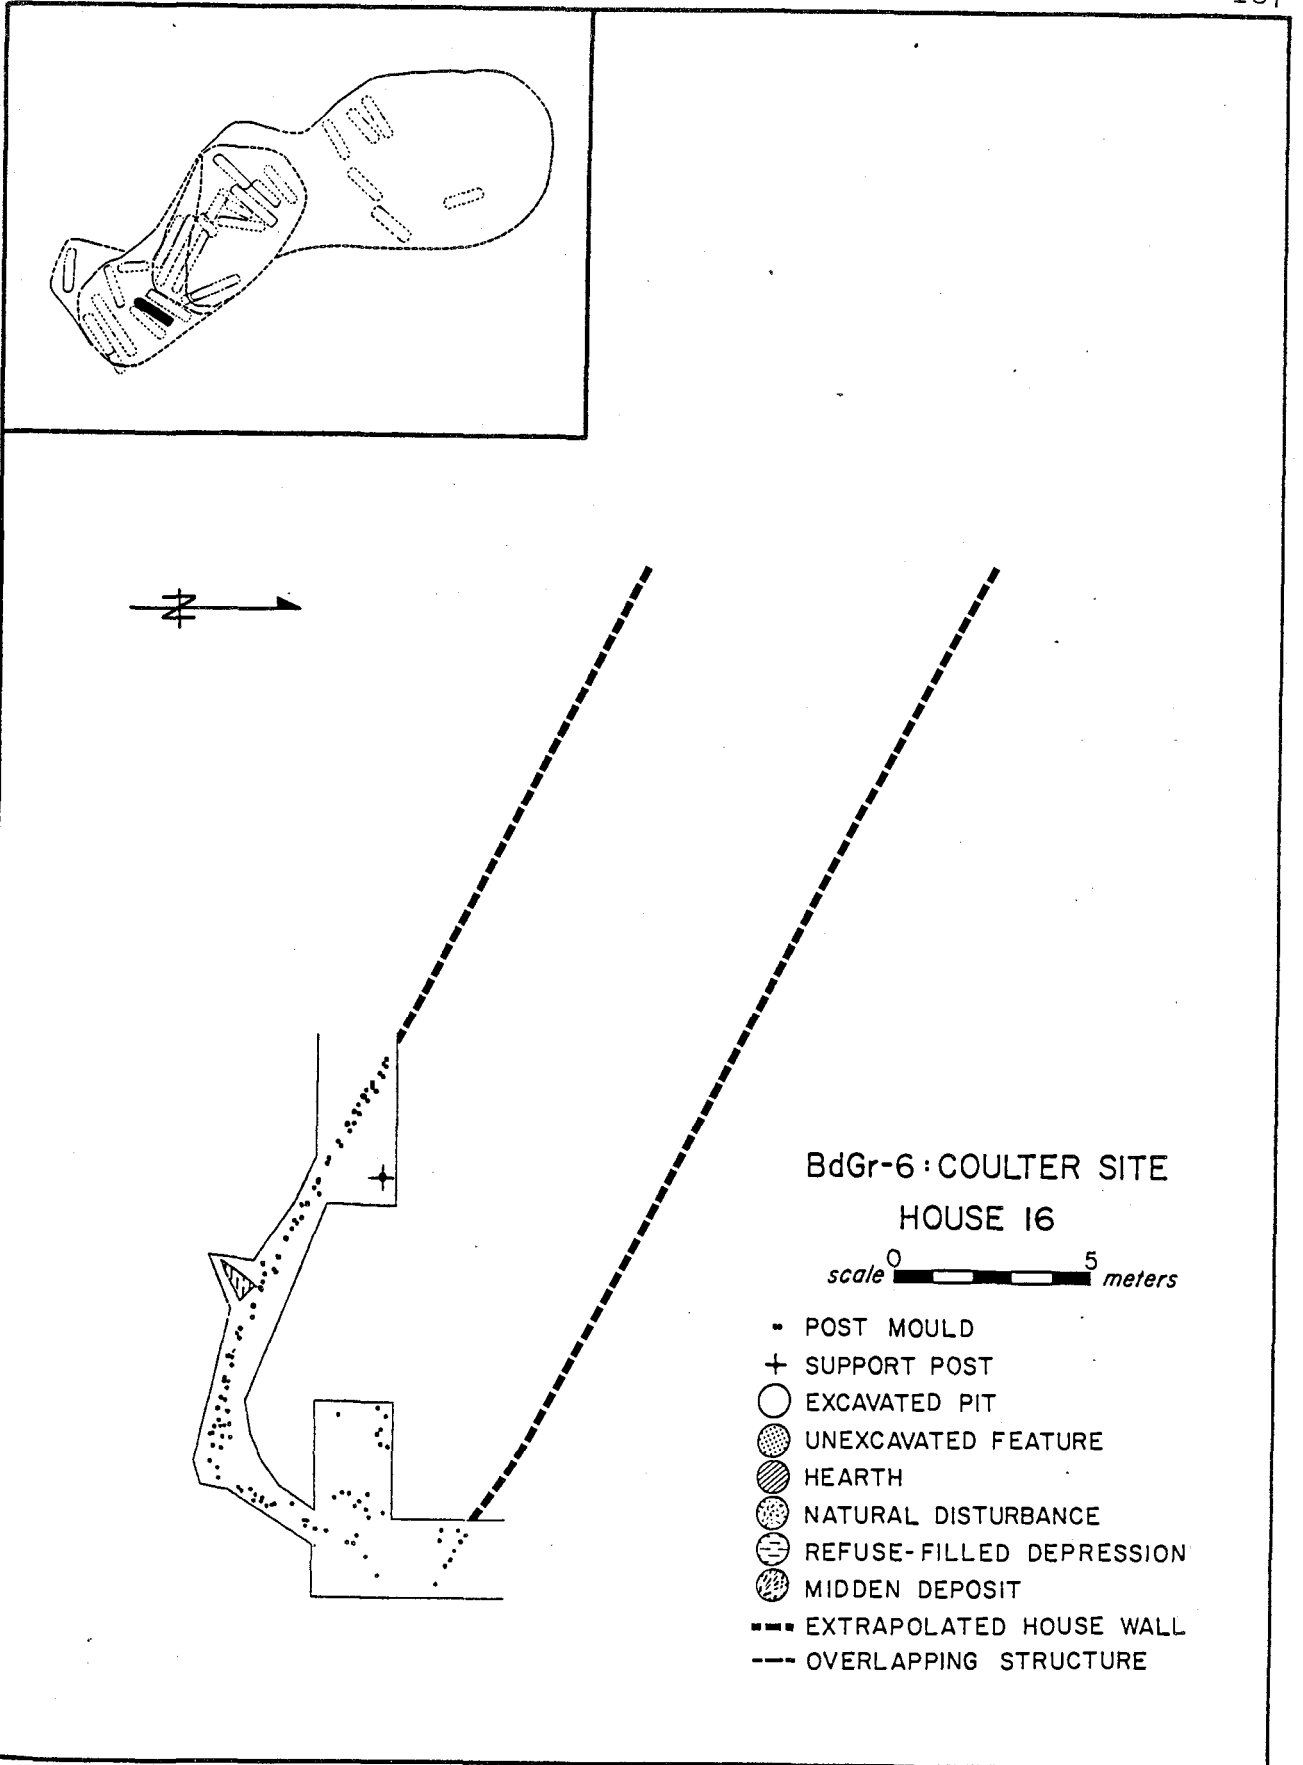 BdGr-6 : COULTER SITE
HOUSE 16
0 5
scale meters
POST MOULD
SUPPORT POST
EXCAVATED PIT
UNEXCAVATED FEATURE
HEARTH
NATURAL DISTURBANCE
REFUSE-FILLED DEPRESSION
MIDDEN DEPOSIT
EXTRAPOLATED HOUSE WALL
OVERLAPPING STRUCTURE